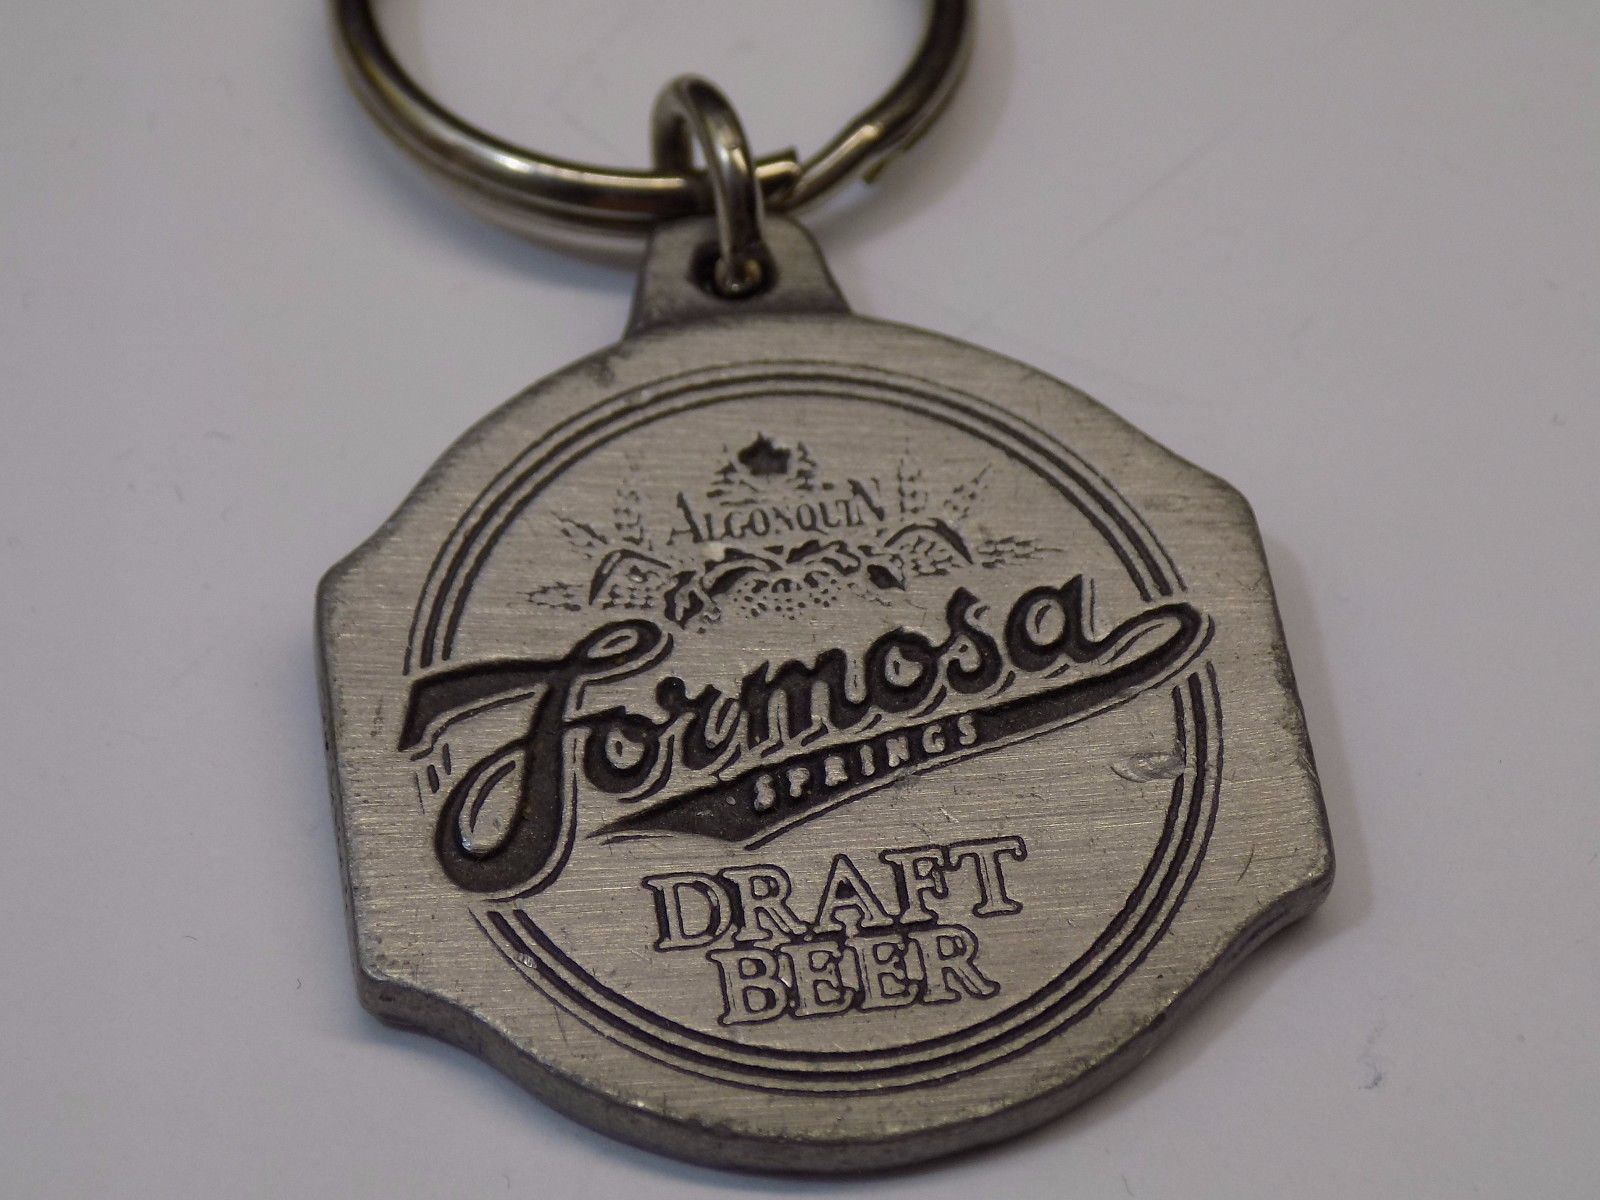 ALGONQUIN
Formosa
SPRINGS
DRAFT
BEER